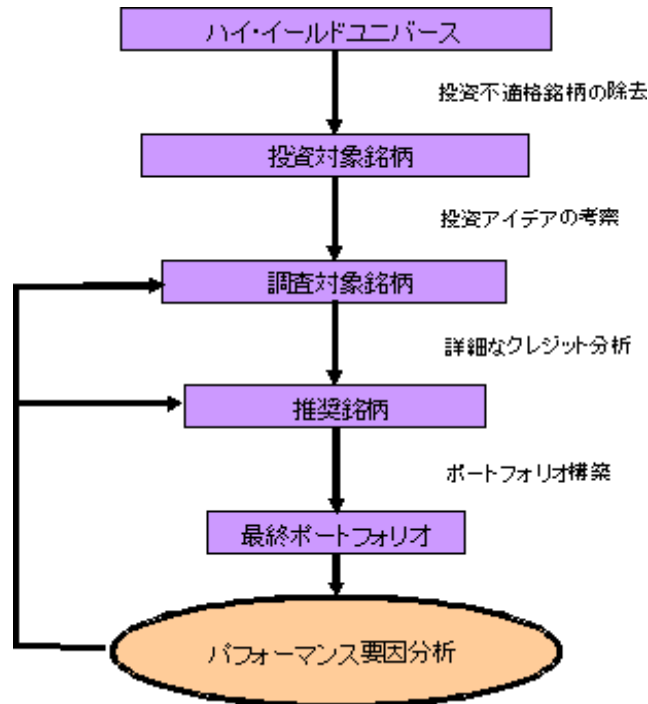 ハイ・イールドユニバース
投資不適格銘柄の除去
投資対象銘柄
投資アイデアの考察
調査対象銘柄
詳細なクレジット分析
推奨銘柄
ポートフォリオ構築
最終ポートフォリオ
パフォーマンス要因分析